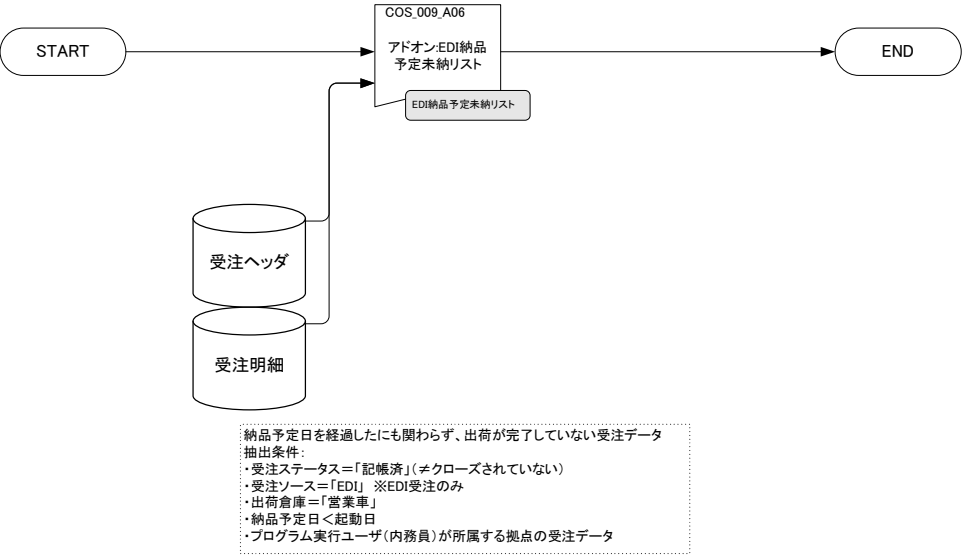 COS_009_A06
START
アドオン:EDI納品
予定未納リスト
END
EDI納品予定未納リスト
受注ヘッダ
受注明細
納品予定日を経過したにも関わらず、出荷が完了していない受注データ
抽出条件:
・受注ステータス＝「記帳済」（≠クローズされていない）
・受注ソース＝「EDI」 ※EDI受注のみ
・出荷倉庫＝「営業車」
・納品予定日＜起動日
・プログラム実行ユーザ（内務員）が所属する拠点の受注データ